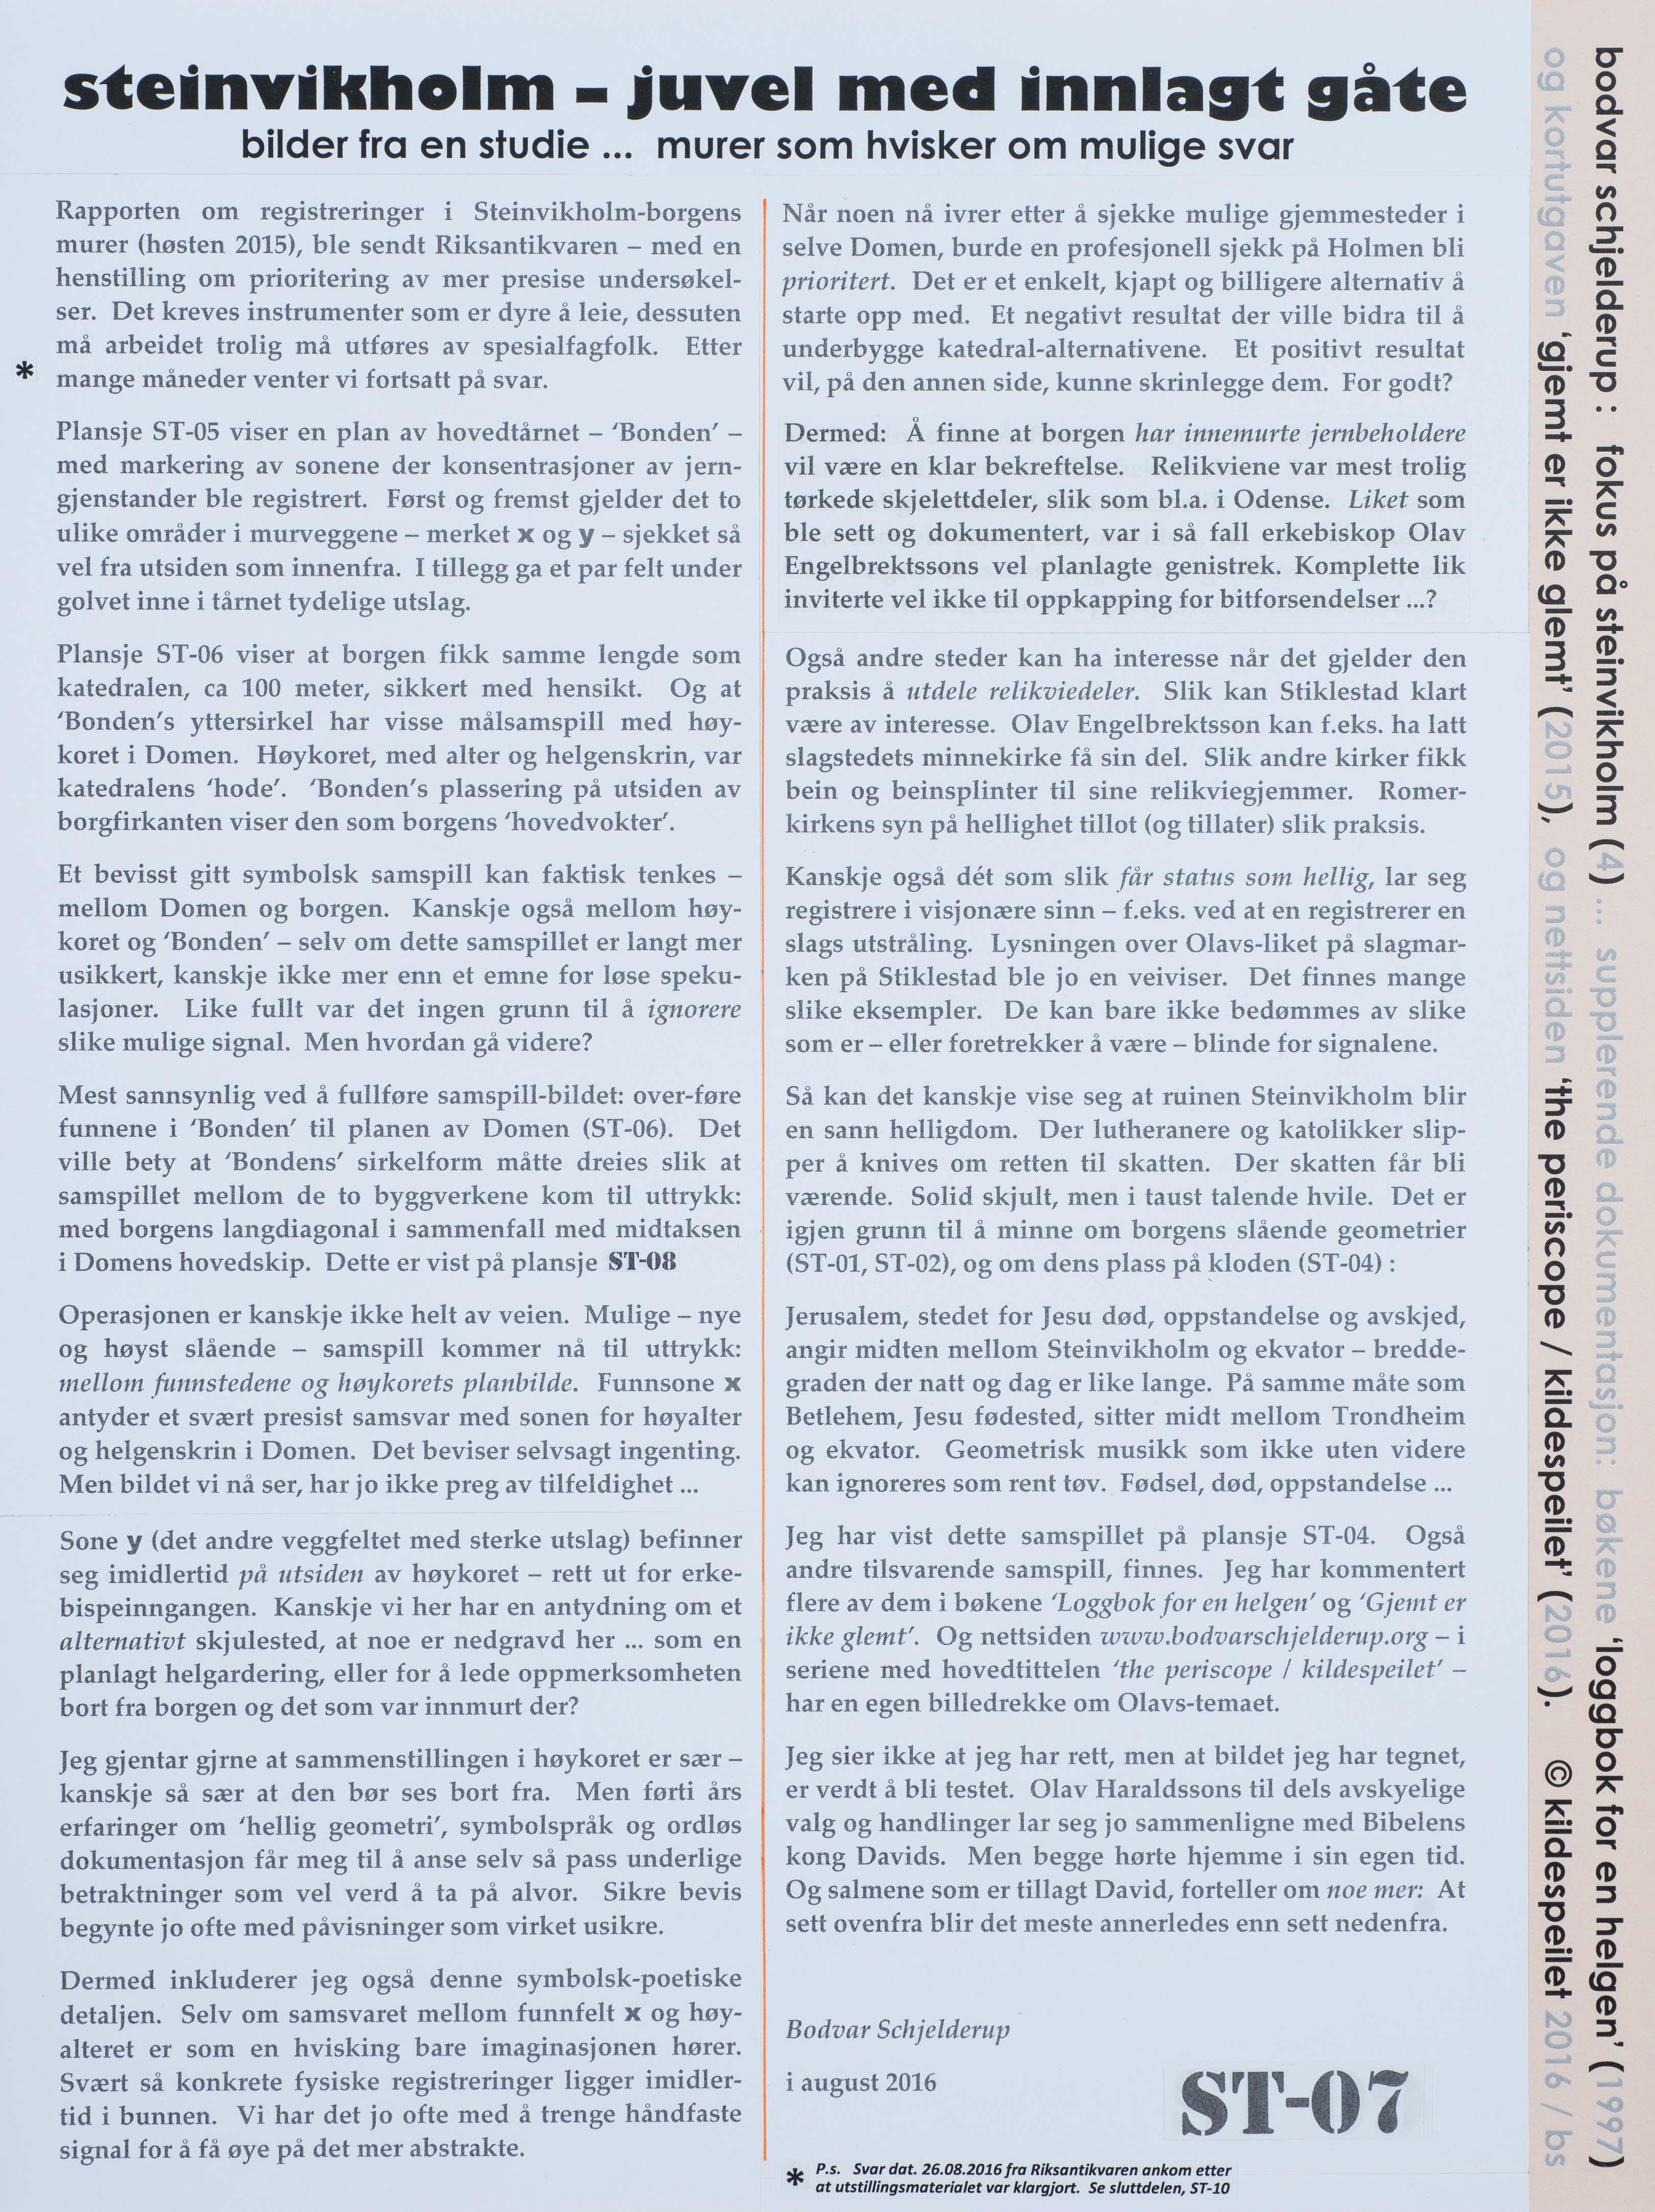 steinvikholm – juvel med innlagt gåte
bilder fra en studie ... murer som hvisker om mulige svar
Rapporten om registreringer i Steinvikholm-borgens
murer (høsten 2015), ble sendt Riksantikvaren – med en
henstilling om prioritering av mer presise undersøkel-
ser. Det kreves instrumenter som er dyre å leie, dessuten
må arbeidet trolig må utføres av spesialfagfolk. Etter
* mange måneder venter vi fortsatt på svar.
Plansje ST-05 viser en plan av hovedtårnet – ‘Bonden’ –
med markering av sonene der konsentrasjoner av jern-
gjenstander ble registrert. Først og fremst gjelder det to
ulike områder i murveggene – merket x og y – sjekket så
vel fra utsiden som innenfra. I tillegg ga et par felt under
golvet inne i tårnet tydelige utslag.
Plansje ST-06 viser at borgen fikk samme lengde som
katedralen, ca 100 meter, sikkert med hensikt. Og at
‘Bonden’s yttersirkel har visse målsamspill med høy-
koret i Domen. Høykoret, med alter og helgenskrin, var
katedralens ‘hode’. ‘Bonden’s plassering på utsiden av
borgfirkanten viser den som borgens ‘hovedvokter’.
Et bevisst gitt symbolsk samspill kan faktisk tenkes –
mellom Domen og borgen. Kanskje også mellom høy-
koret og ‘Bonden’ – selv om dette samspillet er langt mer
usikkert, kanskje ikke mer enn et emne for løse speku-
lasjoner. Like fullt var det ingen grunn til å ignorere
slike mulige signal. Men hvordan gå videre?
Mest sannsynlig ved å fullføre samspill-bildet: over-føre
funnene i ‘Bonden’ til planen av Domen (ST-06). Det
ville bety at ‘Bondens’ sirkelform måtte dreies slik at
samspillet mellom de to byggverkene kom til uttrykk:
med borgens langdiagonal i sammenfall med midtaksen
i Domens hovedskip. Dette er vist på plansje ST-08
Operasjonen er kanskje ikke helt av veien. Mulige – nye
og høyst slående – samspill kommer nå til uttrykk:
mellom funnstedene og høykorets planbilde. Funnsone x
antyder et svært presist samsvar med sonen for høyalter
og helgenskrin i Domen. Det beviser selvsagt ingenting.
Men bildet vi nå ser, har jo ikke preg av tilfeldighet ...
Sone y (det andre veggfeltet med sterke utslag) befinner
seg imidlertid på utsiden av høykoret – rett ut for erke-
bispeinngangen. Kanskje vi her har en antydning om et
alternativt skjulested, at noe er nedgravd her ... som en
planlagt helgardering, eller for å lede oppmerksomheten
bort fra borgen og det som var innmurt der?
Jeg gjentar gjrne at sammenstillingen i høykoret er sær –
kanskje så sær at den bør ses bort fra. Men førti års
erfaringer om ‘hellig geometri’, symbolspråk og ordløs
dokumentasjon får meg til å anse selv så pass underlige
betraktninger som vel verd å ta på alvor. Sikre bevis
begynte jo ofte med påvisninger som virket usikre.
Dermed inkluderer jeg også denne symbolsk-poetiske
detaljen. Selv om samsvaret mellom funnfelt x og høy-
alteret er som en hvisking bare imaginasjonen hører.
Svært så konkrete fysiske registreringer ligger imidler-
tid i bunnen. Vi har det jo ofte med å trenge håndfaste
signal for å få øye på det mer abstrakte.
Når noen nå ivrer etter å sjekke mulige gjemmesteder i
selve Domen, burde en profesjonell sjekk på Holmen bli
prioritert. Det er et enkelt, kjapt og billigere alternativ å
starte opp med. Et negativt resultat der ville bidra til å
underbygge katedral-alternativene. Et positivt resultat
vil, på den annen side, kunne skrinlegge dem. For godt?
Dermed: Å finne at borgen har innemurte jernbeholdere
vil være en klar bekreftelse. Relikviene var mest trolig
tørkede skjelettdeler, slik som bl.a. i Odense. Liket som
ble sett og dokumentert, var i så fall erkebiskop Olav
Engelbrektssons vel planlagte genistrek. Komplette lik
inviterte vel ikke til oppkapping for bitforsendelser ...?
Også andre steder kan ha interesse når det gjelder den
praksis å utdele relikviedeler. Slik kan Stiklestad klart
være av interesse. Olav Engelbrektsson kan f.eks. ha latt
slagstedets minnekirke få sin del. Slik andre kirker fikk
bein og beinsplinter til sine relikviegjemmer. Romer-
kirkens syn på hellighet tillot (og tillater) slik praksis.
Kanskje også dét som slik får status som hellig, lar seg
registrere i visjonære sinn – f.eks. ved at en registrerer en
slags utstråling. Lysningen over Olavs-liket på slagmar-
ken på Stiklestad ble jo en veiviser. Det finnes mange
slike eksempler. De kan bare ikke bedømmes av slike
som er – eller foretrekker å være – blinde for signalene.
Så kan det kanskje vise seg at ruinen Steinvikholm blir
en sann helligdom. Der lutheranere og katolikker slip-
per å knives om retten til skatten. Der skatten får bli
værende. Solid skjult, men i taust talende hvile. Det er
igjen grunn til å minne om borgens slående geometrier
(ST-01, ST-02), og om dens plass på kloden (ST-04) :
Jerusalem, stedet for Jesu død, oppstandelse og avskjed,
angir midten mellom Steinvikholm og ekvator – bredde-
graden der natt og dag er like lange. På samme måte som
Betlehem, Jesu fødested, sitter midt mellom Trondheim
og ekvator. Geometrisk musikk som ikke uten videre
kan ignoreres som rent tøv. Fødsel, død, oppstandelse ...
Jeg har vist dette samspillet på plansje ST-04. Også
andre tilsvarende samspill, finnes. Jeg har kommentert
flere av dem i bøkene ‘Loggbok for en helgen’ og ‘Gjemt er
ikke glemt’. Og nettsiden www.bodvarschjelderup.org – i
seriene med hovedtittelen ‘the periscope / kildespeilet’ –
har en egen billedrekke om Olavs-temaet.
Jeg sier ikke at jeg har rett, men at bildet jeg har tegnet,
er verdt å bli testet. Olav Haraldssons til dels avskyelige
valg og handlinger lar seg jo sammenligne med Bibelens
kong Davids. Men begge hørte hjemme i sin egen tid.
Og salmene som er tillagt David, forteller om noe mer: At
sett ovenfra blir det meste annerledes enn sett nedenfra.
Bodvar Schjelderup
i august 2016
ST-07
* P.s. Svar dat. 26.08.2016 fra Riksantikvaren ankom etter
at utstillingsmaterialet var klargjort. Se sluttdelen, ST-10
bodvar schjelderup : fokus på steinvikholm (4) ... supplerende dokumentasjon: bøkene ‘loggbok for en helgen’ (1997)
og kortutgaven ‘gjemt er ikke glemt’ (2015), og nettsiden ‘the periscope / kildespeilet’ (2016). © kildespeilet 2016 / bs